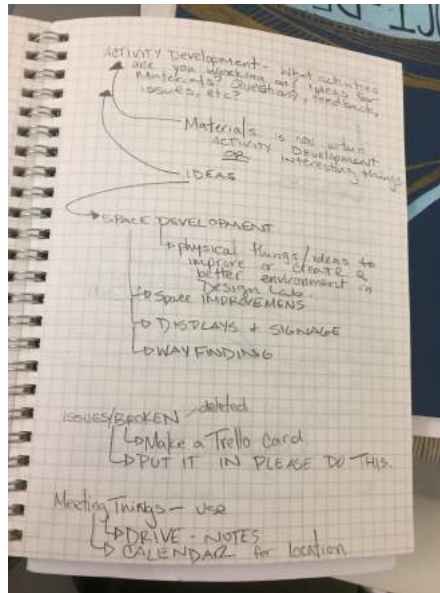 ACTIVITY Development - What activities
are you working, any ideas for
Materials? Questions, feedback,
issues, etc?
Materials is now within
ACTIVITY Development
OR interesting things
IDEAS
SPACE DEVELOPMENT
physical things/ideas to
improve or create a
better environment in
Design Lab.
Space IMPROVEMENS
DISPLAYS + SIGNAGE
WAYFINDING
ISSUES/BROKEN - deleted
Make a Trello Card
PUT IT IN PLEASE DO THIS.
Meeting Things - use
DRIVE - NOTES
CALENDAR for location